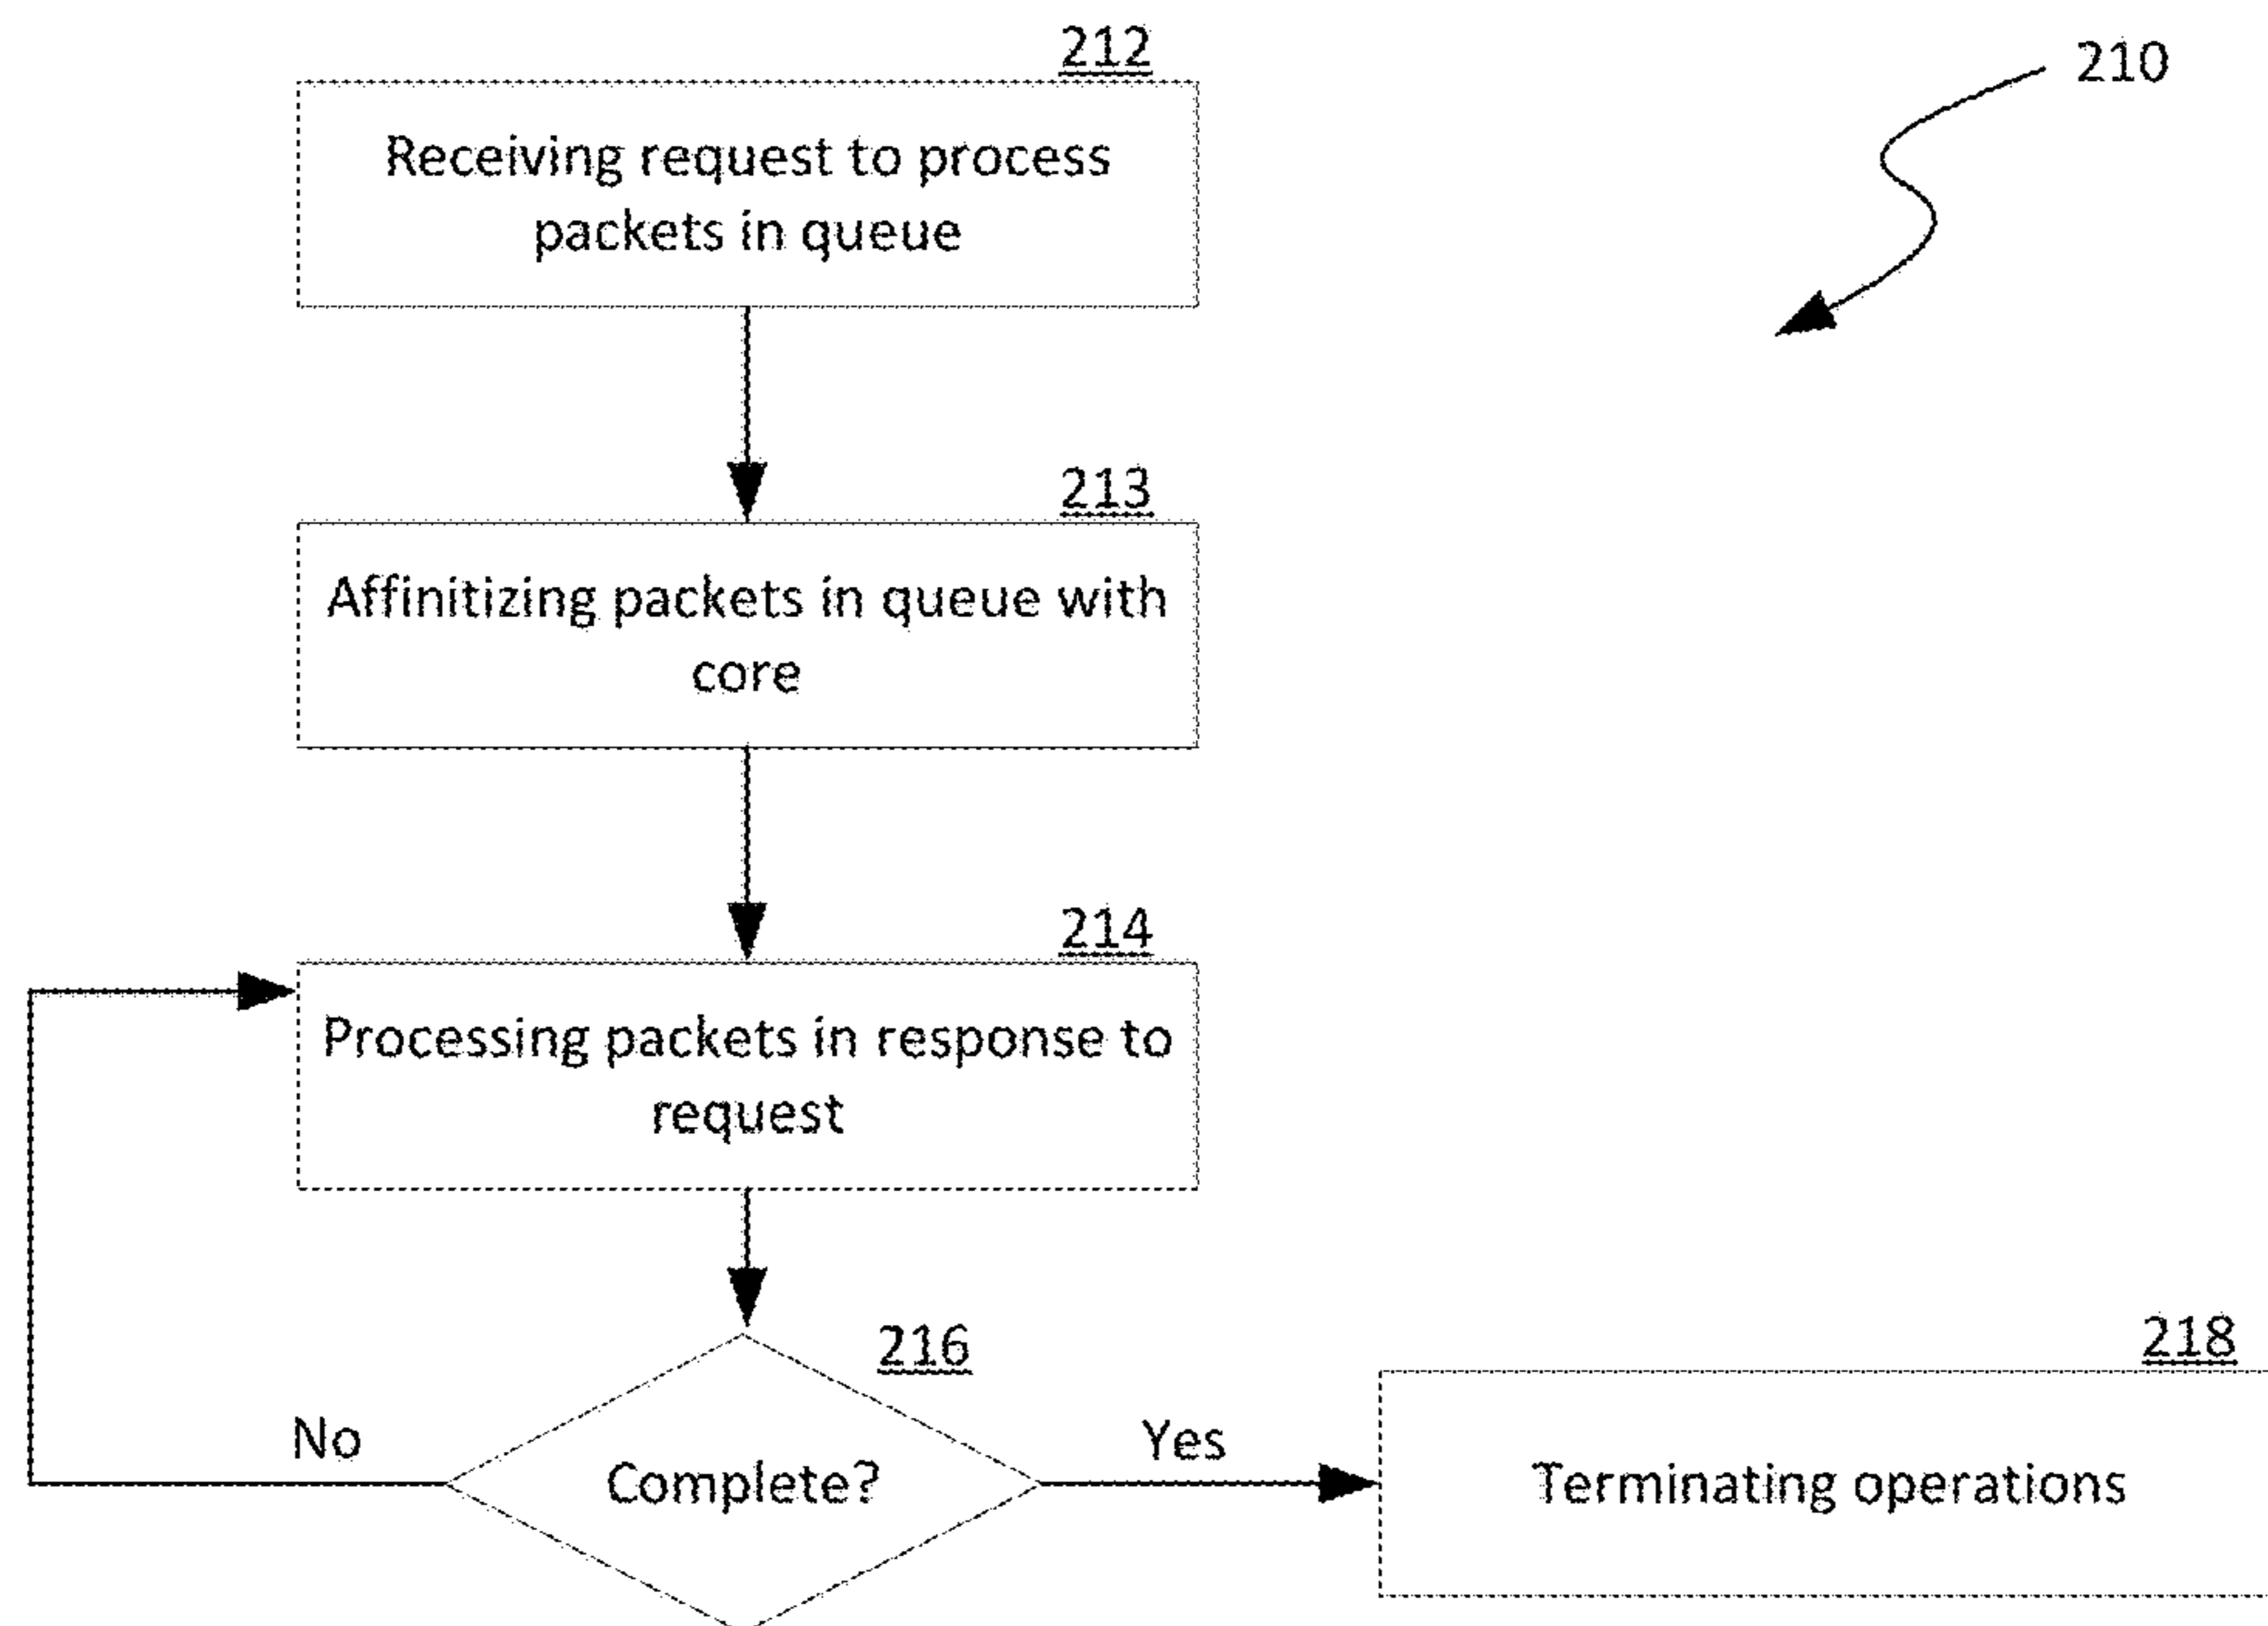 212
210
Receiving request to process
packets in queue
213
Affinitizing packets in queue with
core
214
Processing packets in response to
request
216
218
No
Complete?
Yes
Terminating operations